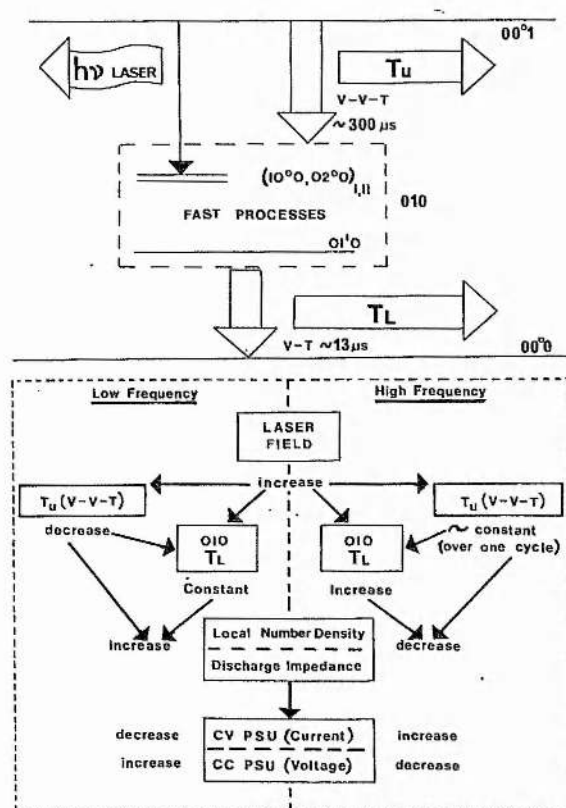 00°1
hν LASER
Tu
V-V-T
~300 µs
(10°0, 02°0)I,II
010
FAST PROCESSES
01'0
TL
V-T ~13µs
00°0
Low Frequency
High Frequency
LASER
FIELD
increase
Tu (V-V-T)
Tu (V-V-T)
decrease
~ constant
(over one cycle)
010
TL
010
TL
Constant
Increase
increase
Local Number Density
decrease
Discharge Impedance
decrease
CV PSU (Current)
increase
increase
CC PSU (Voltage)
decrease